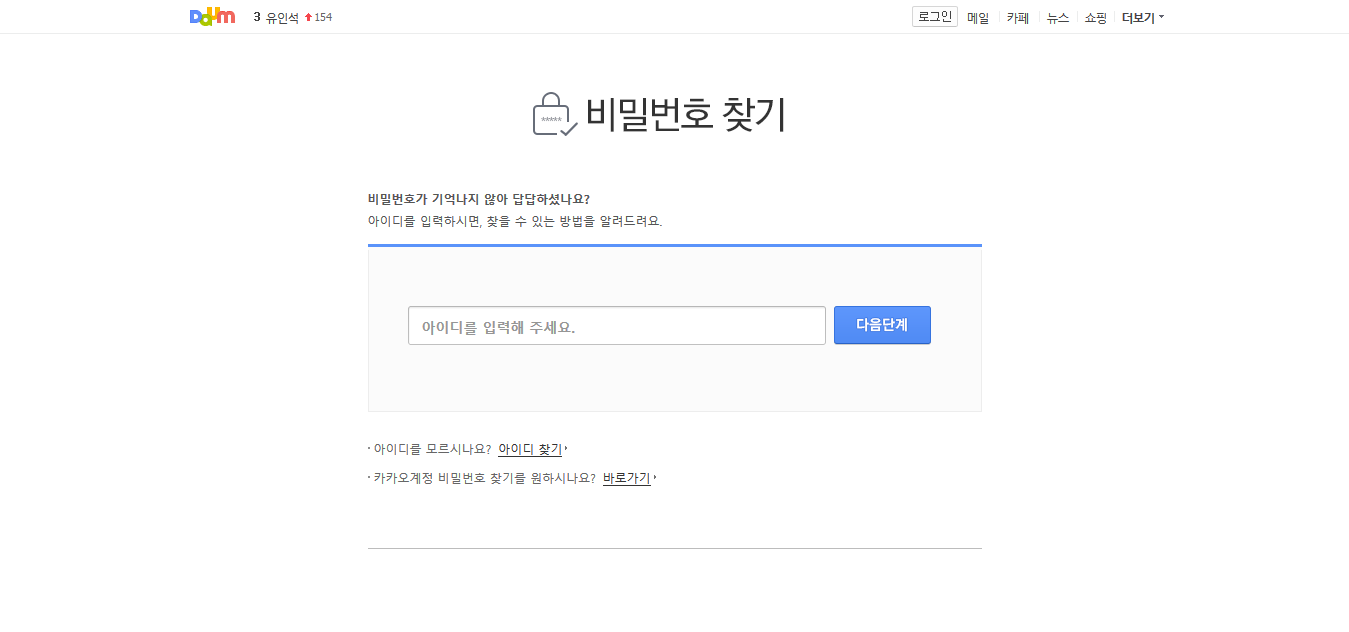 Daum 3 유인석 154 로그인 메일 카페 뉴스 쇼핑 더보기
***** 비밀번호 찾기
비밀번호가 기억나지 않아 답답하셨나요?
아이디를 입력하시면, 찾을 수 있는 방법을 알려드려요.
아이디를 입력해 주세요. 다음단계
· 아이디를 모르시나요? 아이디 찾기
· 카카오계정 비밀번호 찾기를 원하시나요? 바로가기